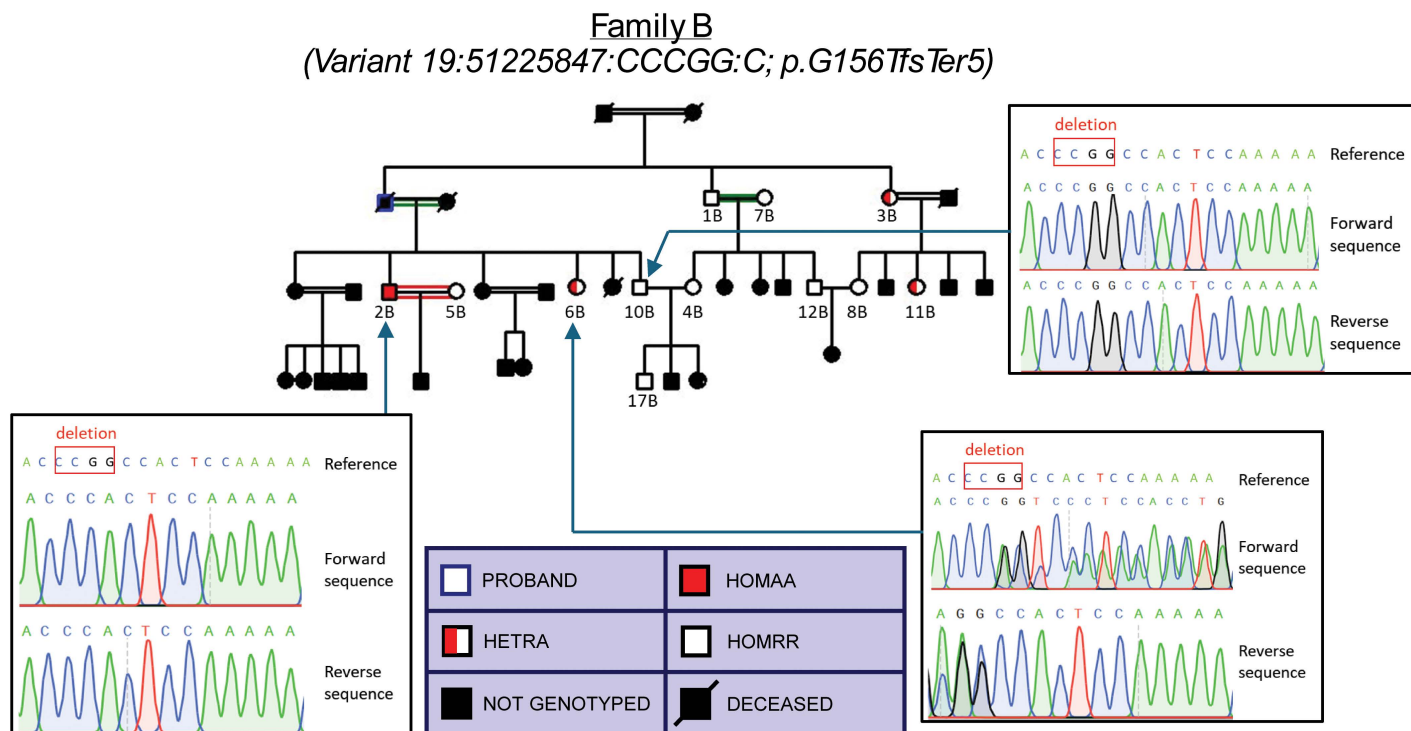 Family B
(Variant 19:51225847:CCCGG:C; p.G156TfsTer5)
1B 7B 3B
2B 5B 6B 10B 4B 12B 8B 11B
17B
deletion
A C C C G G C C A C T C C A A A A A Reference
A C C C G G C C A C T C C A A A A A
Forward
sequence
A C C C G G C C A C T C C A A A A A
Reverse
sequence
deletion
A C C C G G C C A C T C C A A A A A Reference
A C C C A C T C C A A A A A
Forward
sequence
A C C C A C T C C A A A A A
Reverse
sequence
deletion
A C C C G G C C A C T C C A A A A A Reference
A C C C G G T C C C T C C A C C T G
Forward
sequence
A G G C C A C T C C A A A A A
Reverse
sequence
PROBAND HOMAA
HETRA HOMRR
NOT GENOTYPED DECEASED